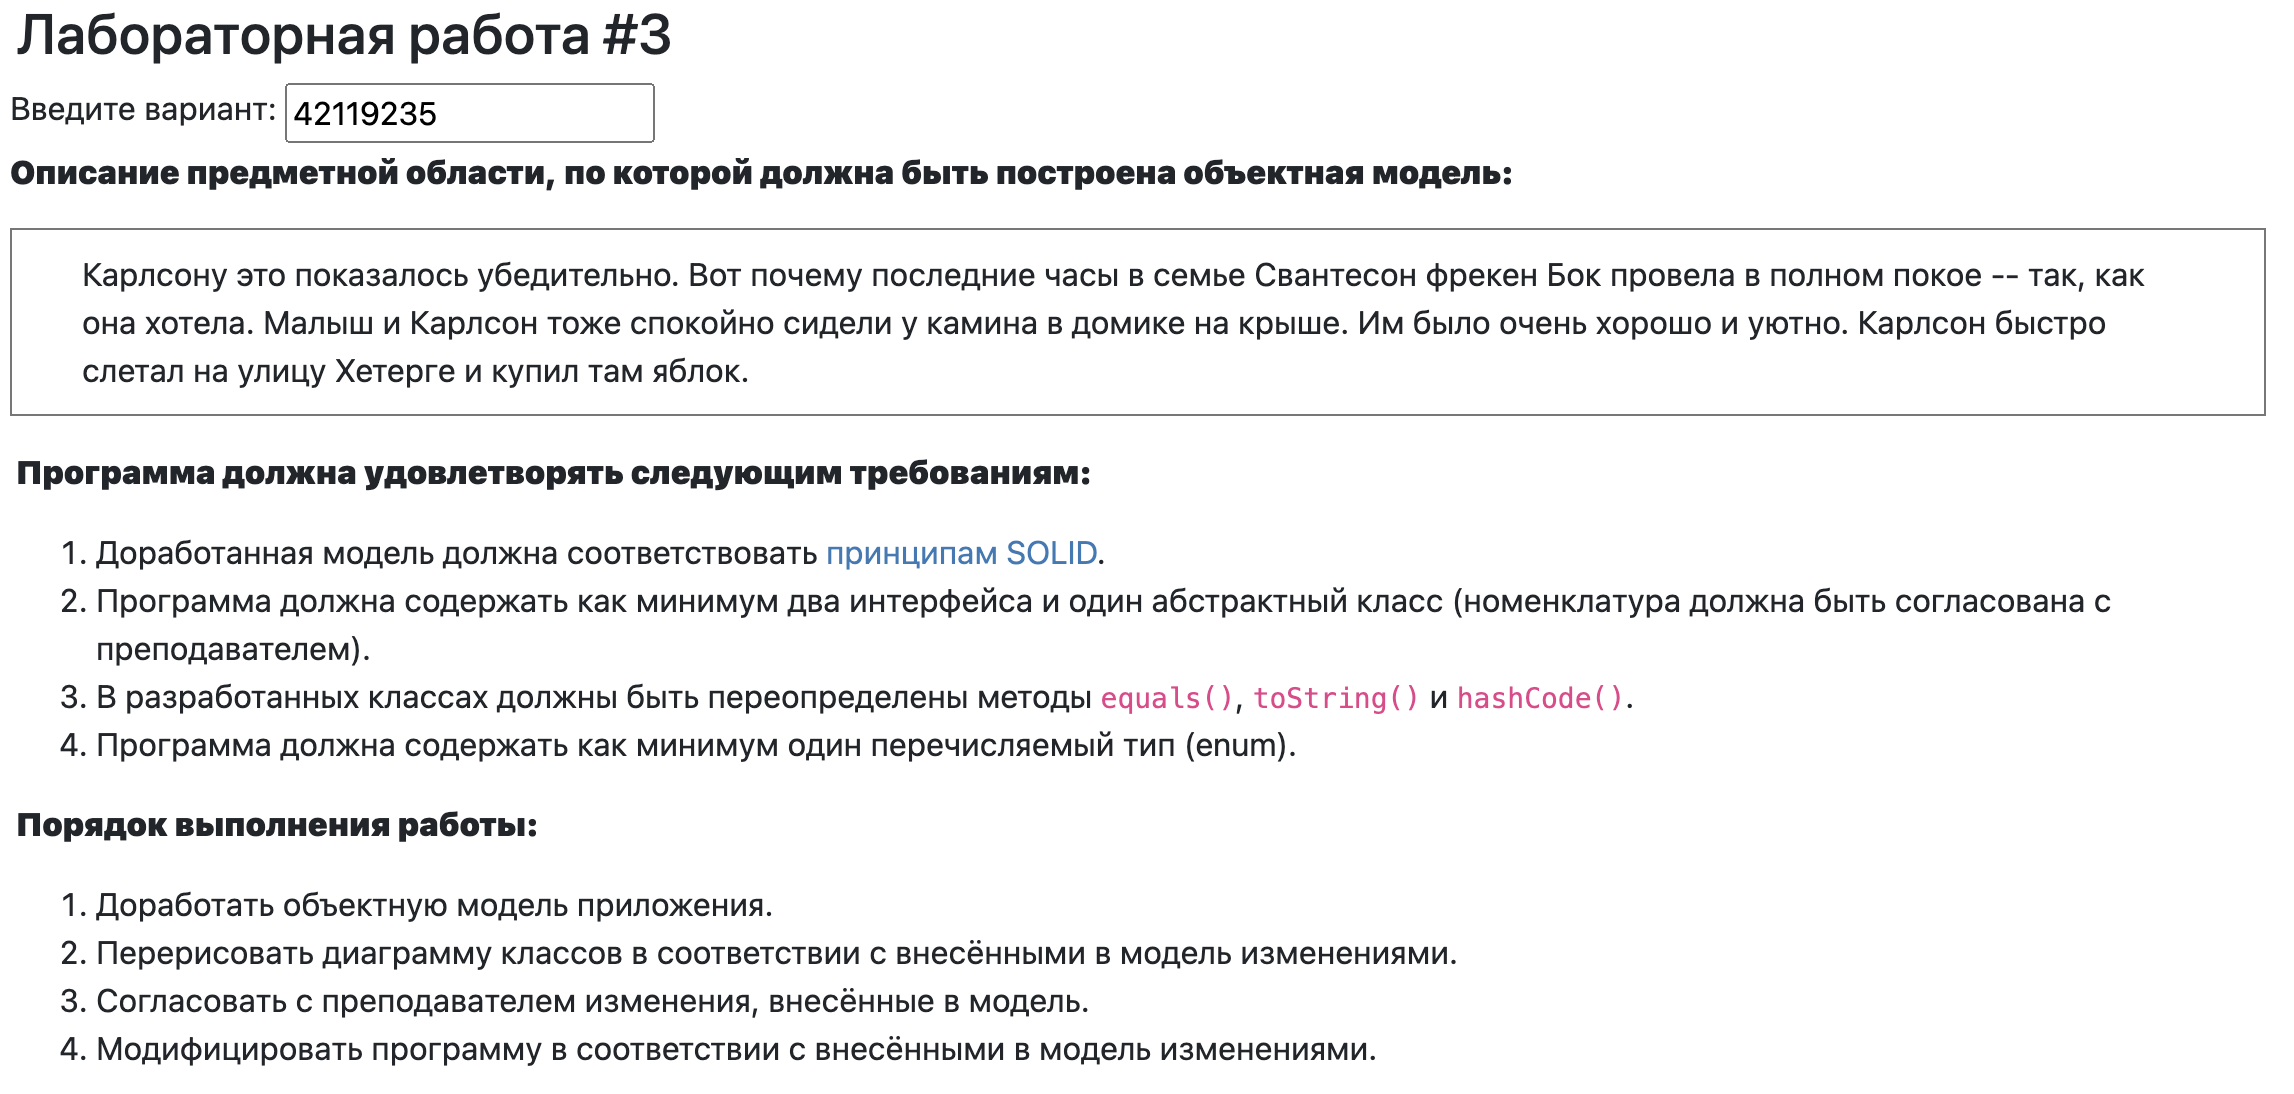 Лабораторная работа #3
Введите вариант: 42119235
Описание предметной области, по которой должна быть построена объектная модель:
Карлсону это показалось убедительно. Вот почему последние часы в семье Свантесон фрекен Бок провела в полном покое -- так, как
она хотела. Малыш и Карлсон тоже спокойно сидели у камина в домике на крыше. Им было очень хорошо и уютно. Карлсон быстро
слетал на улицу Хетерге и купил там яблок.
Программа должна удовлетворять следующим требованиям:
1. Доработанная модель должна соответствовать принципам SOLID.
2. Программа должна содержать как минимум два интерфейса и один абстрактный класс (номенклатура должна быть согласована с
преподавателем).
3. В разработанных классах должны быть переопределены методы equals(), toString() и hashCode().
4. Программа должна содержать как минимум один перечисляемый тип (enum).
Порядок выполнения работы:
1. Доработать объектную модель приложения.
2. Перерисовать диаграмму классов в соответствии с внесёнными в модель изменениями.
3. Согласовать с преподавателем изменения, внесённые в модель.
4. Модифицировать программу в соответствии с внесёнными в модель изменениями.